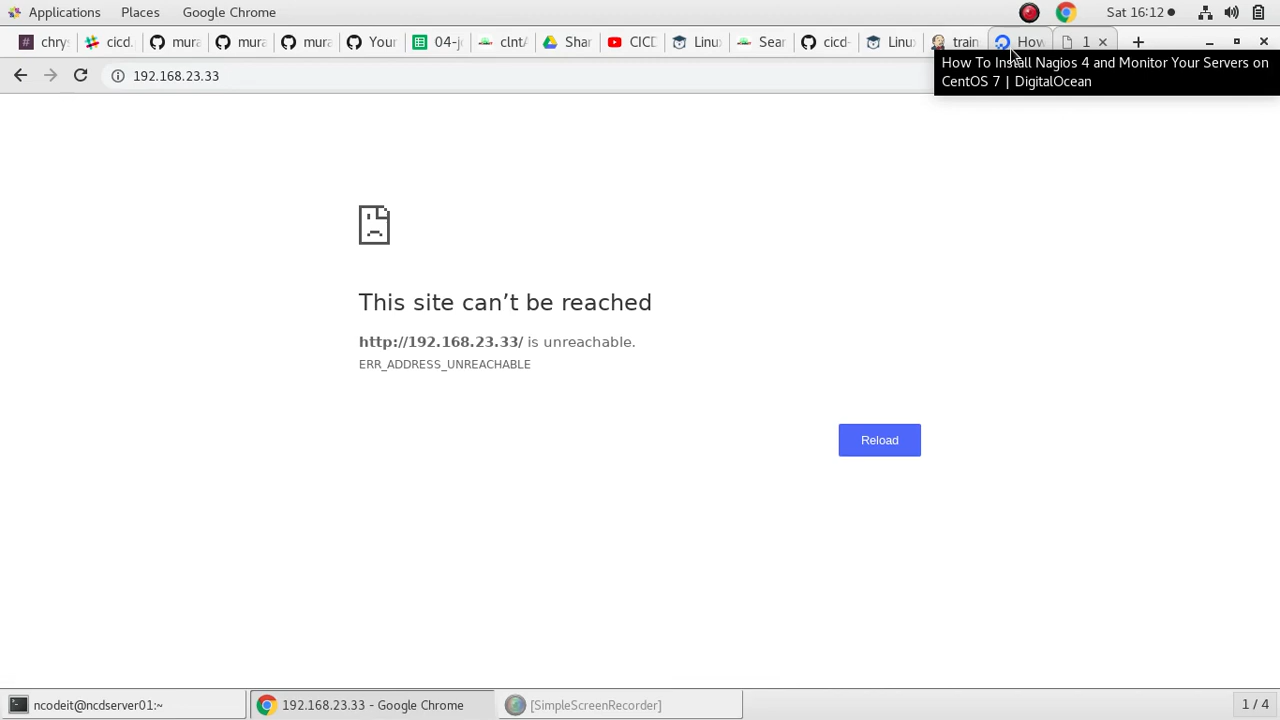 Applications Places Google Chrome Sat 16:12
chrys cicd. mura mura mura Your 04-j clntA Shar CICD Linu Sear cicd- Linu train How 1
192.168.23.33
How To Install Nagios 4 and Monitor Your Servers on
CentOS 7 | DigitalOcean
This site can’t be reached
http://192.168.23.33/ is unreachable.
ERR_ADDRESS_UNREACHABLE
Reload
ncodeit@ncdserver01:~ 192.168.23.33 - Google Chrome [SimpleScreenRecorder] 1 / 4